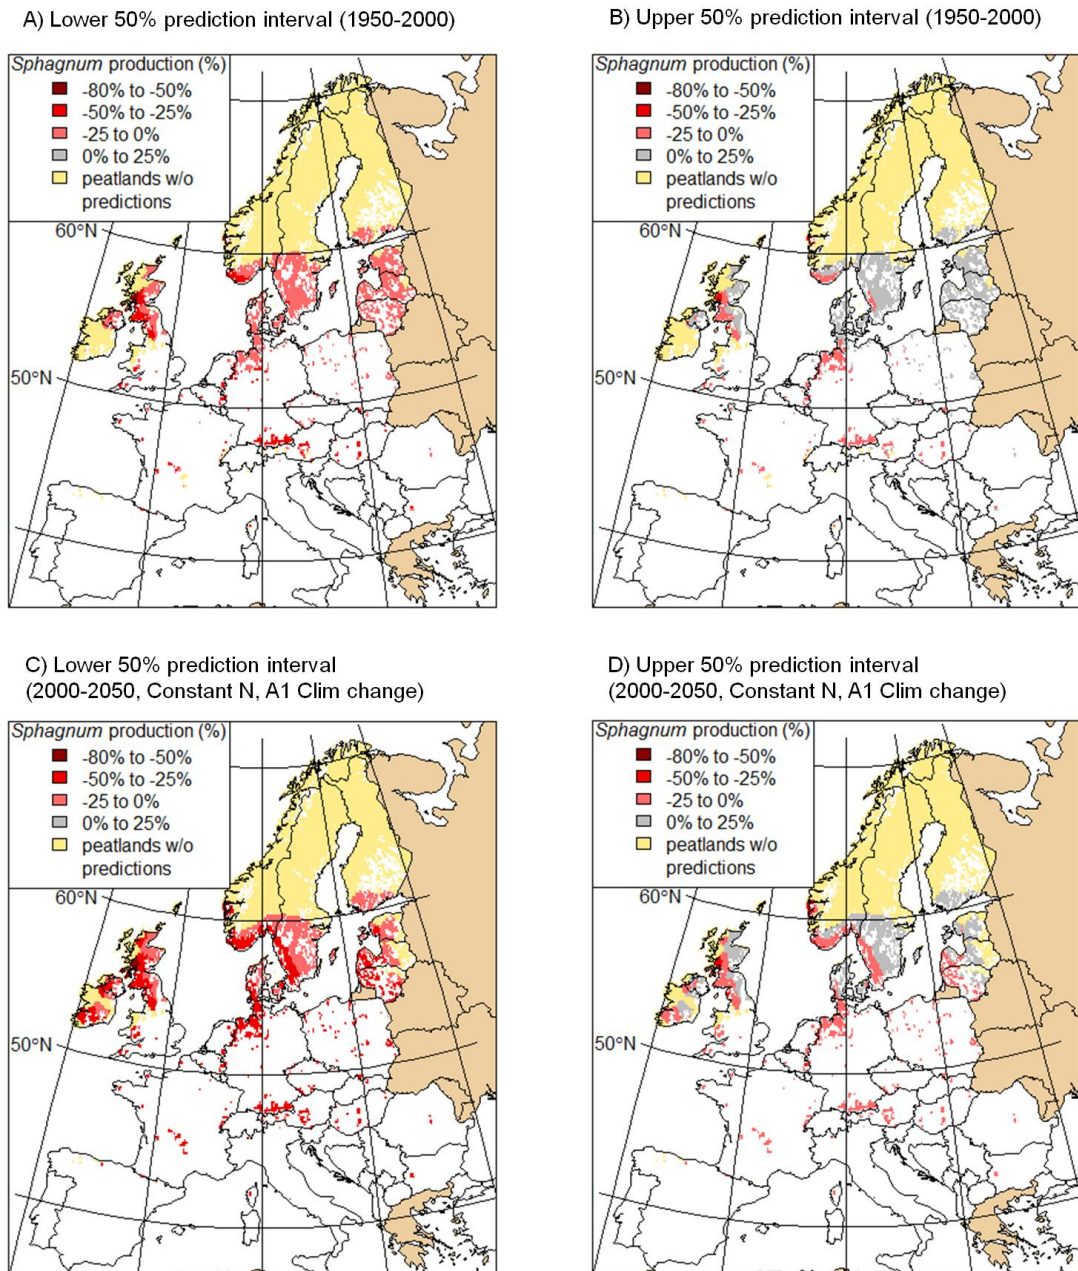 A) Lower 50% prediction interval (1950-2000)
Sphagnum production (%)
-80% to -50%
-50% to -25%
-25 to 0%
0% to 25%
peatlands w/o
predictions
60°N
50°N
B) Upper 50% prediction interval (1950-2000)
Sphagnum production (%)
-80% to -50%
-50% to -25%
-25 to 0%
0% to 25%
peatlands w/o
predictions
60°N
50°N
C) Lower 50% prediction interval
(2000-2050, Constant N, A1 Clim change)
Sphagnum production (%)
-80% to -50%
-50% to -25%
-25 to 0%
0% to 25%
peatlands w/o
predictions
60°N
50°N
D) Upper 50% prediction interval
(2000-2050, Constant N, A1 Clim change)
Sphagnum production (%)
-80% to -50%
-50% to -25%
-25 to 0%
0% to 25%
peatlands w/o
predictions
60°N
50°N